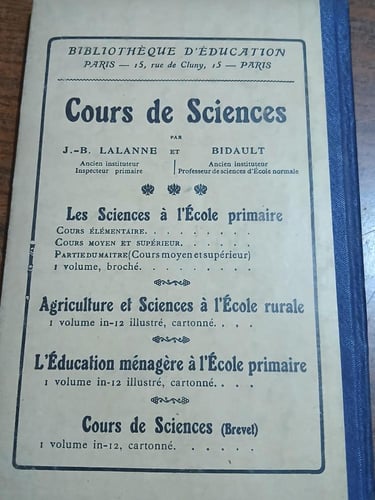 BIBLIOTHÈQUE D'ÉDUCATION
PARIS — 15, rue de Cluny, 15 — PARIS
Cours de Sciences
PAR
J.-B. LALANNE ET BIDAULT
Ancien instituteur
Inspecteur primaire
Ancien instituteur
Professeur de sciences d'École normale
Les Sciences à l'École primaire
COURS ÉLÉMENTAIRE. . . . . . . . . .
COURS MOYEN ET SUPÉRIEUR. . . . . . .
PARTIE DU MAITRE (Cours moyen et supérieur)
1 volume, broché. . . . . . . . . .
Agriculture et Sciences à l'École rurale
1 volume in-12 illustré, cartonné. . . .
L'Éducation ménagère à l'École primaire
1 volume in-12 illustré, cartonné. . . .
Cours de Sciences (Brevet)
1 volume in-12, cartonné. . . . . . .